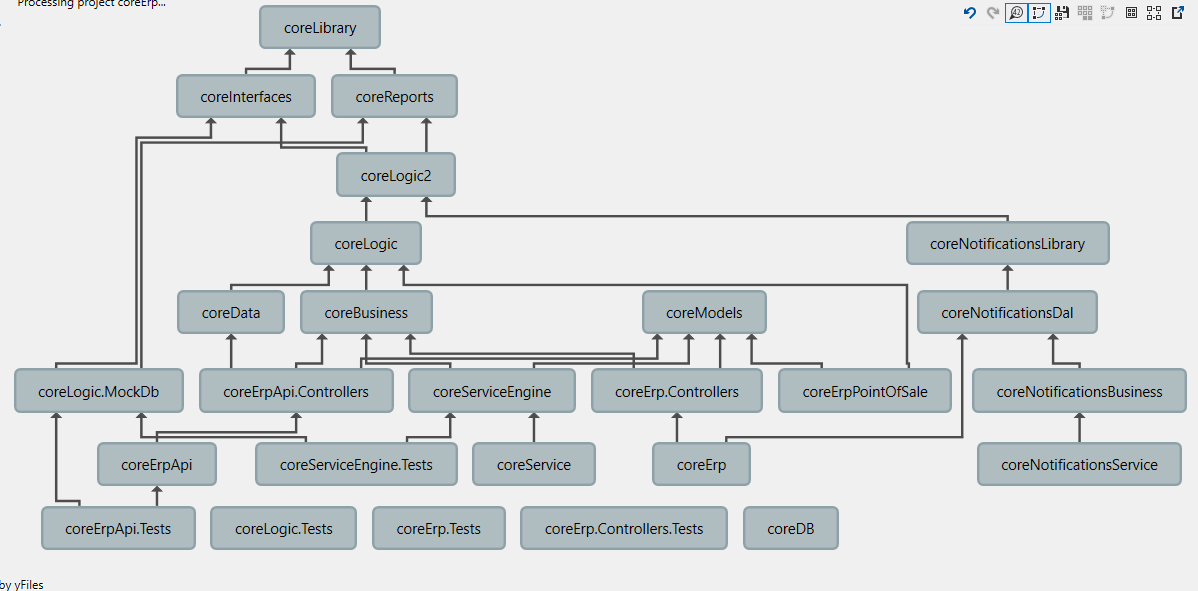 Processing project coreErp...
coreLibrary
coreInterfaces
coreReports
coreLogic2
coreLogic
coreNotificationsLibrary
coreData
coreBusiness
coreModels
coreNotificationsDal
coreLogic.MockDb
coreErpApi.Controllers
coreServiceEngine
coreErp.Controllers
coreErpPointOfSale
coreNotificationsBusiness
coreErpApi
coreServiceEngine.Tests
coreService
coreErp
coreNotificationsService
coreErpApi.Tests
coreLogic.Tests
coreErp.Tests
coreErp.Controllers.Tests
coreDB
by yFiles